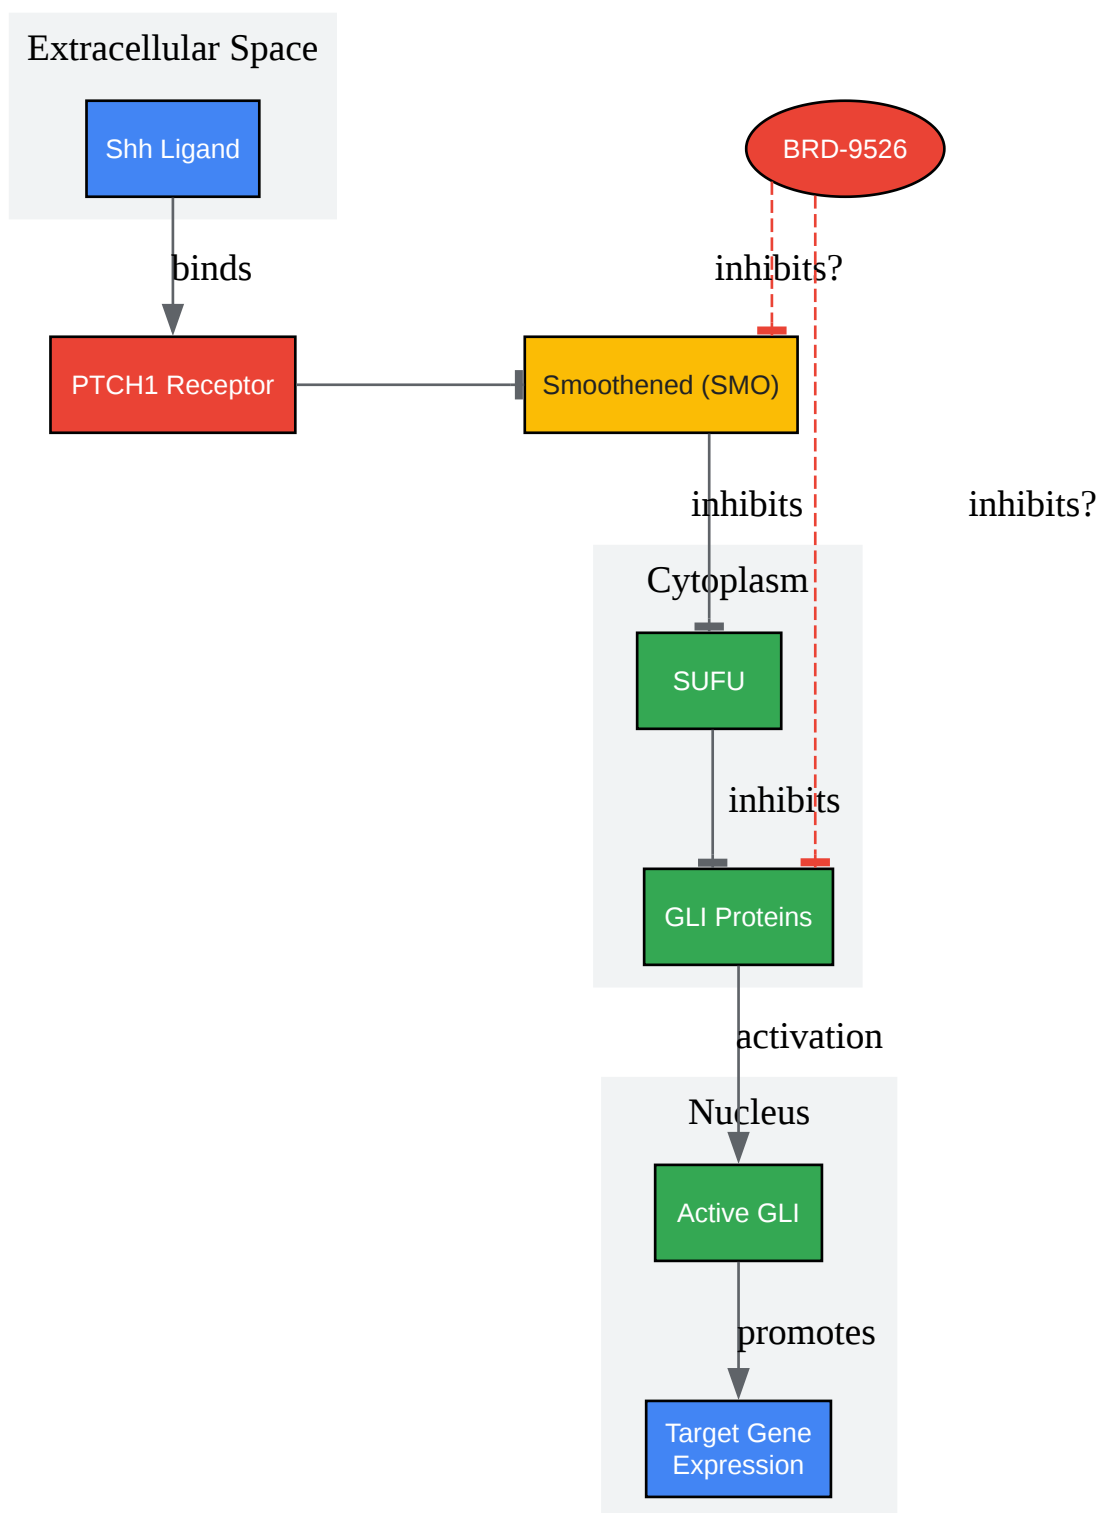 Extracellular Space
Shh Ligand
BRD-9526
binds
inhibits?
PTCH1 Receptor
Smoothened (SMO)
inhibits
inhibits?
Cytoplasm
SUFU
inhibits
GLI Proteins
activation
Nucleus
Active GLI
promotes
Target Gene
Expression